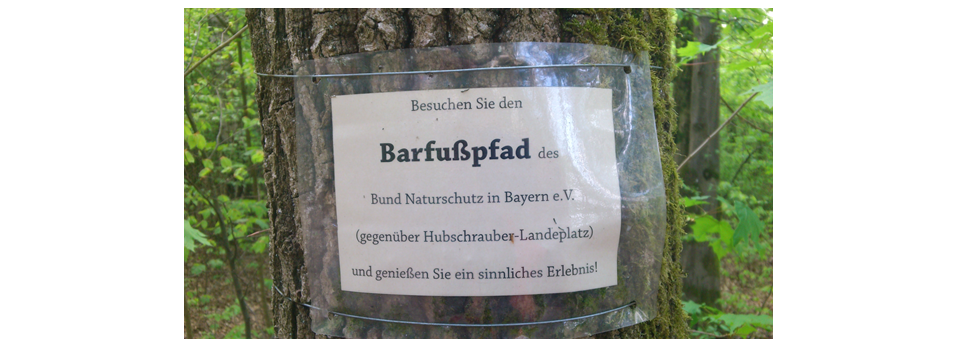 Besuchen Sie den
Barfußpfad des
Bund Naturschutz in Bayern e.V.
(gegenüber Hubschrauber-Landeplatz)
und genießen Sie ein sinnliches Erlebnis!